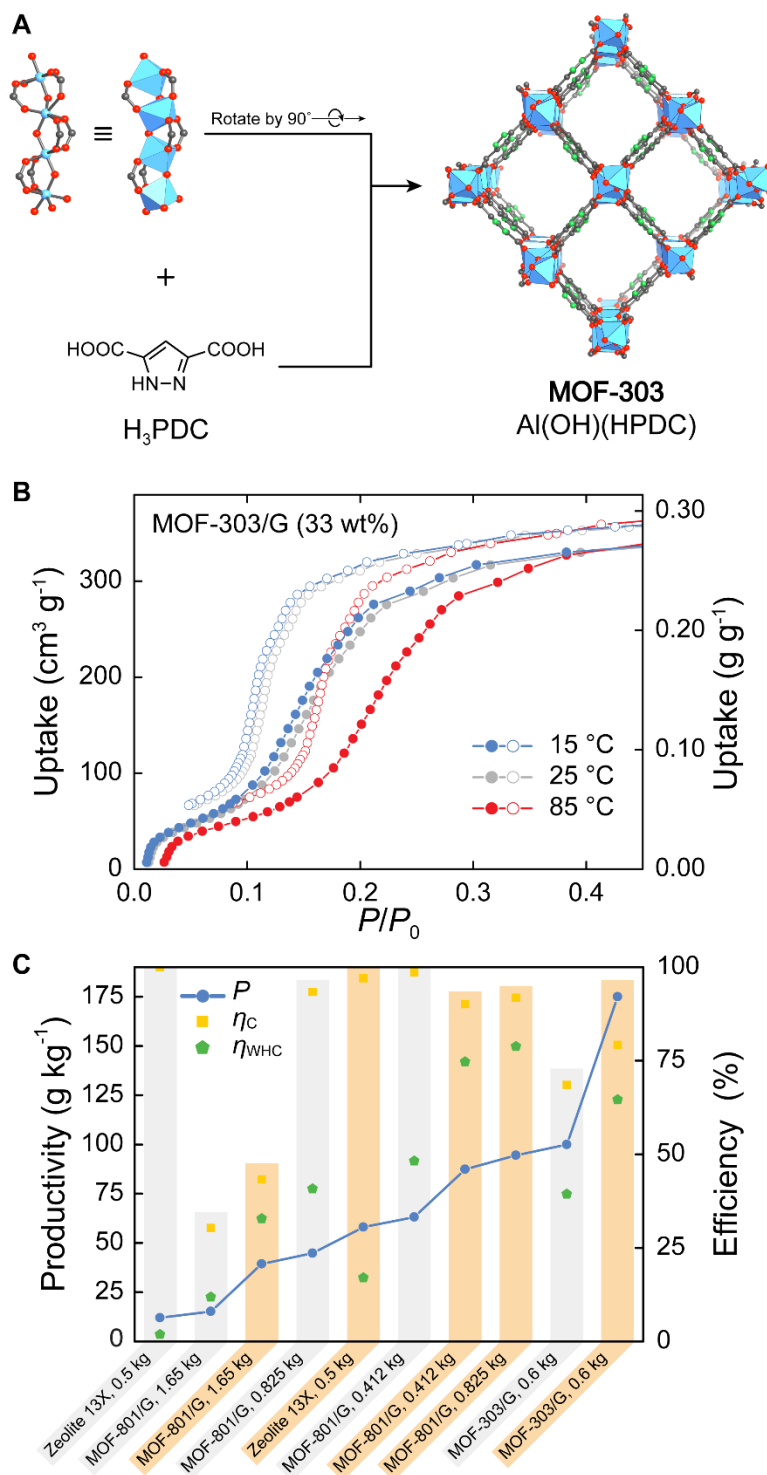 A
≡
Rotate by 90°
+
HOOC
COOH
HN-N
H₃PDC
MOF-303
Al(OH)(HPDC)
B
MOF-303/G (33 wt%)
Uptake (cm³ g⁻¹)
300
200
100
0
0.30
0.20
0.10
0.00
Uptake (g g⁻¹)
15 °C
25 °C
85 °C
0.0 0.1 0.2 0.3 0.4
P/P₀
C
Productivity (g kg⁻¹)
175
150
125
100
75
50
25
0
P
ηC
ηWHC
100
75
50
25
0
Efficiency (%)
Zeolite 13X, 0.5 kg
MOF-801/G, 1.65 kg
MOF-801/G, 1.65 kg
MOF-801/G, 0.825 kg
Zeolite 13X, 0.5 kg
MOF-801/G, 0.412 kg
MOF-801/G, 0.412 kg
MOF-801/G, 0.825 kg
MOF-303/G, 0.6 kg
MOF-303/G, 0.6 kg